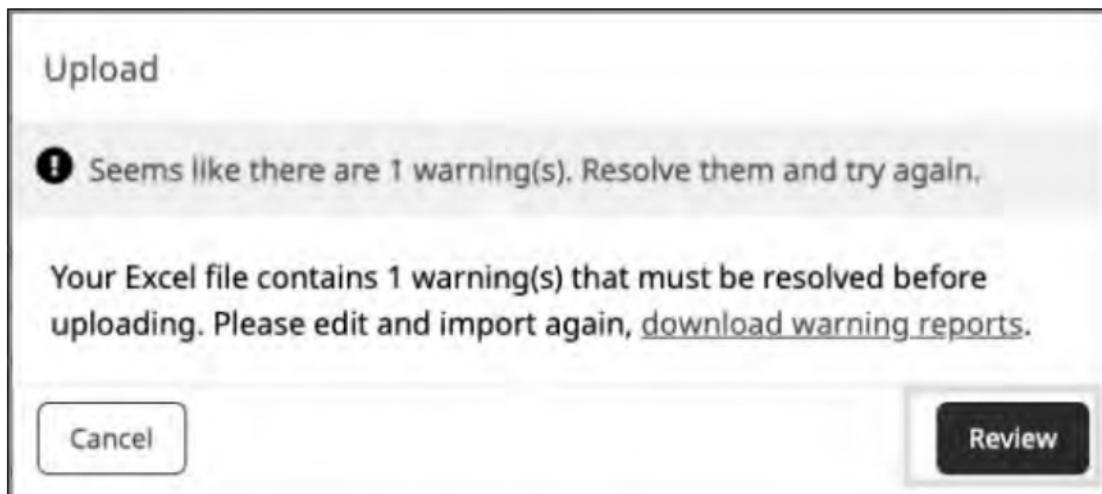 Upload
Seems like there are 1 warning(s). Resolve them and try again.
Your Excel file contains 1 warning(s) that must be resolved before
uploading. Please edit and import again, download warning reports.
Cancel
Review